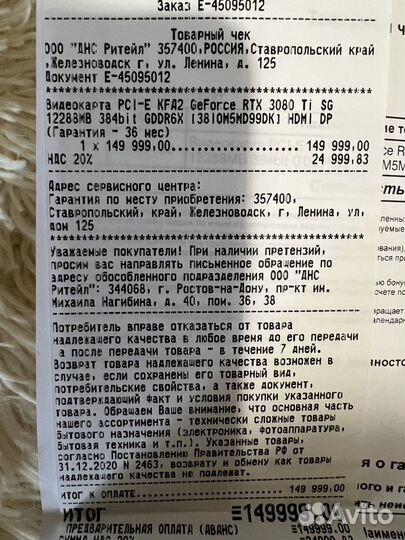 Заказ Е-45095012
Товарный чек
ООО "ДНС Ритейл" 357400,РОССИЯ,Ставропольский край
,Железноводск г, ул. Ленина, д. 125
Документ Е-45095012
Видеокарта PCI-E KFA2 GeForce RTX 3080 Ti SG
12288MB 384bit GDDR6X [38IOM5MD99DK] HDMI DP
(Гарантия - 36 мес)
1 x 149 999,00 = 149 999,00
НДС 20% 24 999,83
Адрес сервисного центра:
Гарантия по месту приобретения: 357400,
Ставропольский край, Железноводск г, Ленина, ул,
дом 125
Уважаемые покупатели! При наличии претензий,
просим вас направлять письменное обращение по
адресу обособленного подразделения ООО "ДНС
Ритейл": 344068, г. Ростов-на-Дону, пр-кт им.
Михаила Нагибина, д. 40, пом. 36, 38
Потребитель вправе отказаться от товара
надлежащего качества в любое время до его передачи
, а после передачи товара - в течение 7 дней.
Возврат товара надлежащего качества возможен в
случае, если сохранены его товарный вид,
потребительские свойства, а также документ,
подтверждающий факт и условия покупки указанного
товара. Обращаем Ваше внимание, что основная часть
нашего ассортимента - технически сложные товары
бытового назначения (электроника, фотоаппаратура,
бытовая техника и т.п.). Указанные товары,
согласно Постановлению Правительства РФ от
31.12.2020 N 2463, возврату и обмену как товары
надлежащего качества не подлежат.
ИТОГ К ОПЛАТЕ 149 999,00
ИТОГ ≡149999.00
ПРЕДВАРИТЕЛЬНАЯ ОПЛАТА (АВАНС) ≡149999.00
Avito